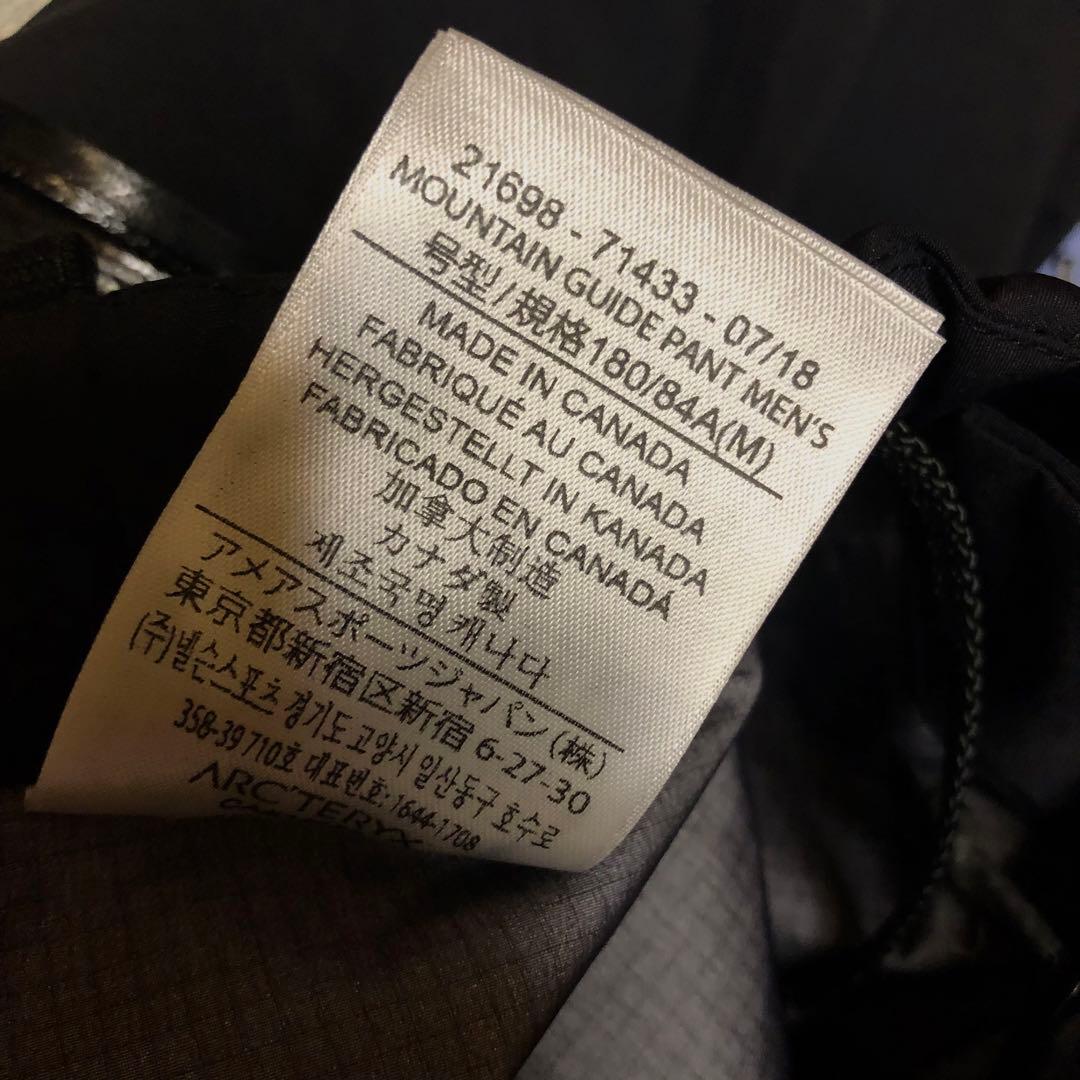 21698 - 71433 - 07/18
MOUNTAIN GUIDE PANT MEN'S
号型/規格180/84A(M)
MADE IN CANADA
FABRIQUÉ AU CANADA
HERGESTELLT IN KANADA
FABRICADO EN CANADÁ
加拿大制造
カナダ製
제조국명 캐나다
アメアスポーツジャパン(株)
東京都新宿区新宿6-27-30
(주)넬슨스포츠 경기도 고양시 일산동구 호수로
358-39 710호 대표번호: 1644-1708
ARC'TERYX